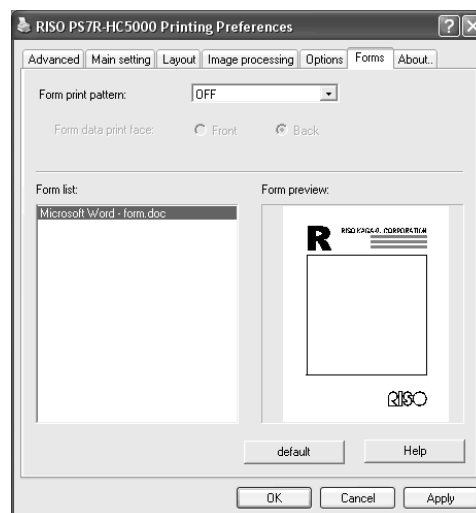 RISO PS7R-HC5000 Printing Preferences
Advanced Main setting Layout Image processing Options Forms About..
Form print pattern: OFF
Form data print face: Front Back
Form list: Form preview:
Microsoft Word - form.doc
R RISO KAGAKU CORPORATION
RISO
default Help
OK Cancel Apply